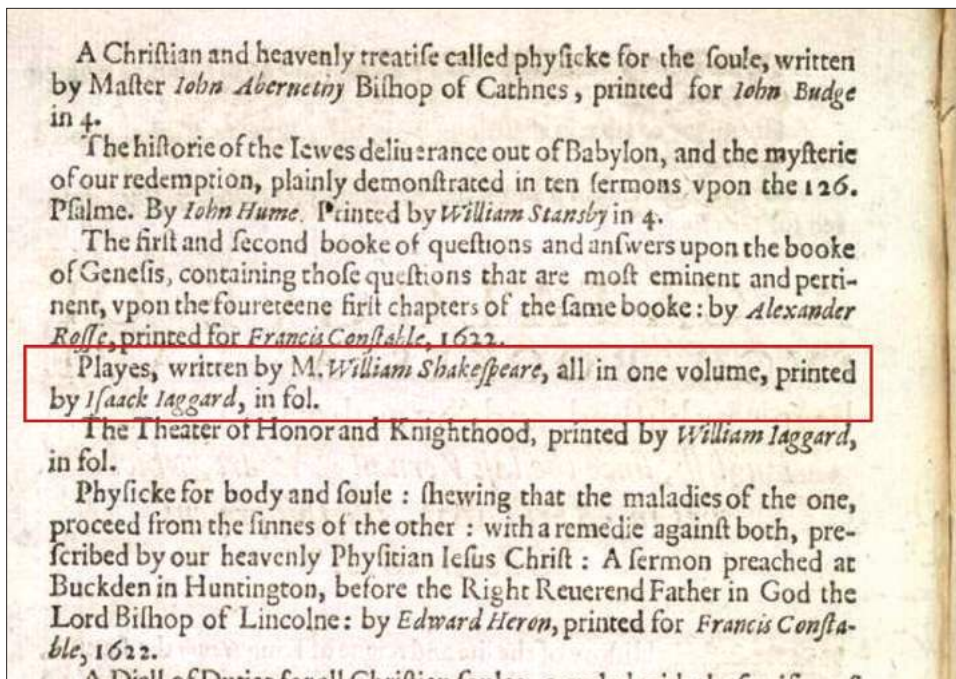 A Chriſtian and heavenly treatiſe called phyſicke for the ſoule, written
by Maſter Iohn Abernethy Biſhop of Cathnes, printed for Iohn Budge
in 4.
The hiſtorie of the Iewes deliuerance out of Babylon, and the myſterie
of our redemption, plainly demonſtrated in ten ſermons vpon the 126.
Pſalme. By Iohn Hume. Printed by William Stansby in 4.
The firſt and ſecond booke of queſtions and anſwers upon the booke
of Geneſis, containing thoſe queſtions that are moſt eminent and perti-
nent, vpon the foureteene firſt chapters of the ſame booke: by Alexander
Roſſe, printed for Francis Conſtable, 1622.
Playes, written by M. William Shakeſpeare, all in one volume, printed
by Iſaack Iaggard, in fol.
The Theater of Honor and Knighthood, printed by William Iaggard,
in fol.
Phyſicke for body and ſoule : ſhewing that the maladies of the one,
proceed from the ſinnes of the other : with a remedie againſt both, pre-
ſcribed by our heavenly Phyſitian Ieſus Chriſt : A ſermon preached at
Buckden in Huntington, before the Right Reuerend Father in God the
Lord Biſhop of Lincolne: by Edward Heron, printed for Francis Conſta-
ble, 1622.
A Diall of Duties for all Chriſtian